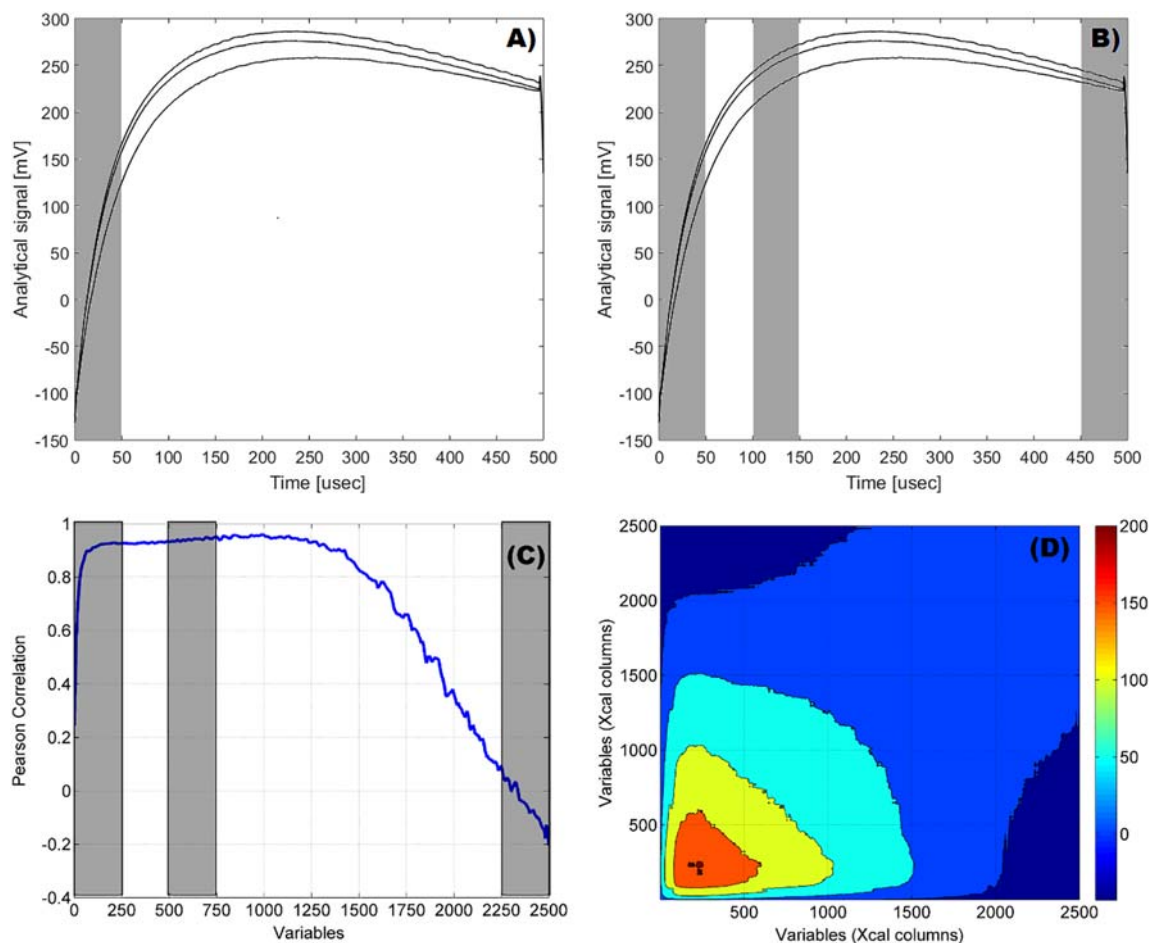 A)
300
250
200
150
100
50
0
-50
-100
-150
Analytical signal [mV]
0 50 100 150 200 250 300 350 400 450 500
Time [usec]
B)
300
250
200
150
100
50
0
-50
-100
-150
Analytical signal [mV]
0 50 100 150 200 250 300 350 400 450 500
Time [usec]
(C)
1
0.8
0.6
0.4
0.2
0
-0.2
-0.4
Pearson Correlation
0 250 500 750 1000 1250 1500 1750 2000 2250 2500
Variables
(D)
2500
2000
1500
1000
500
Variables (Xcal columns)
500 1000 1500 2000 2500
Variables (Xcal columns)
200
150
100
50
0